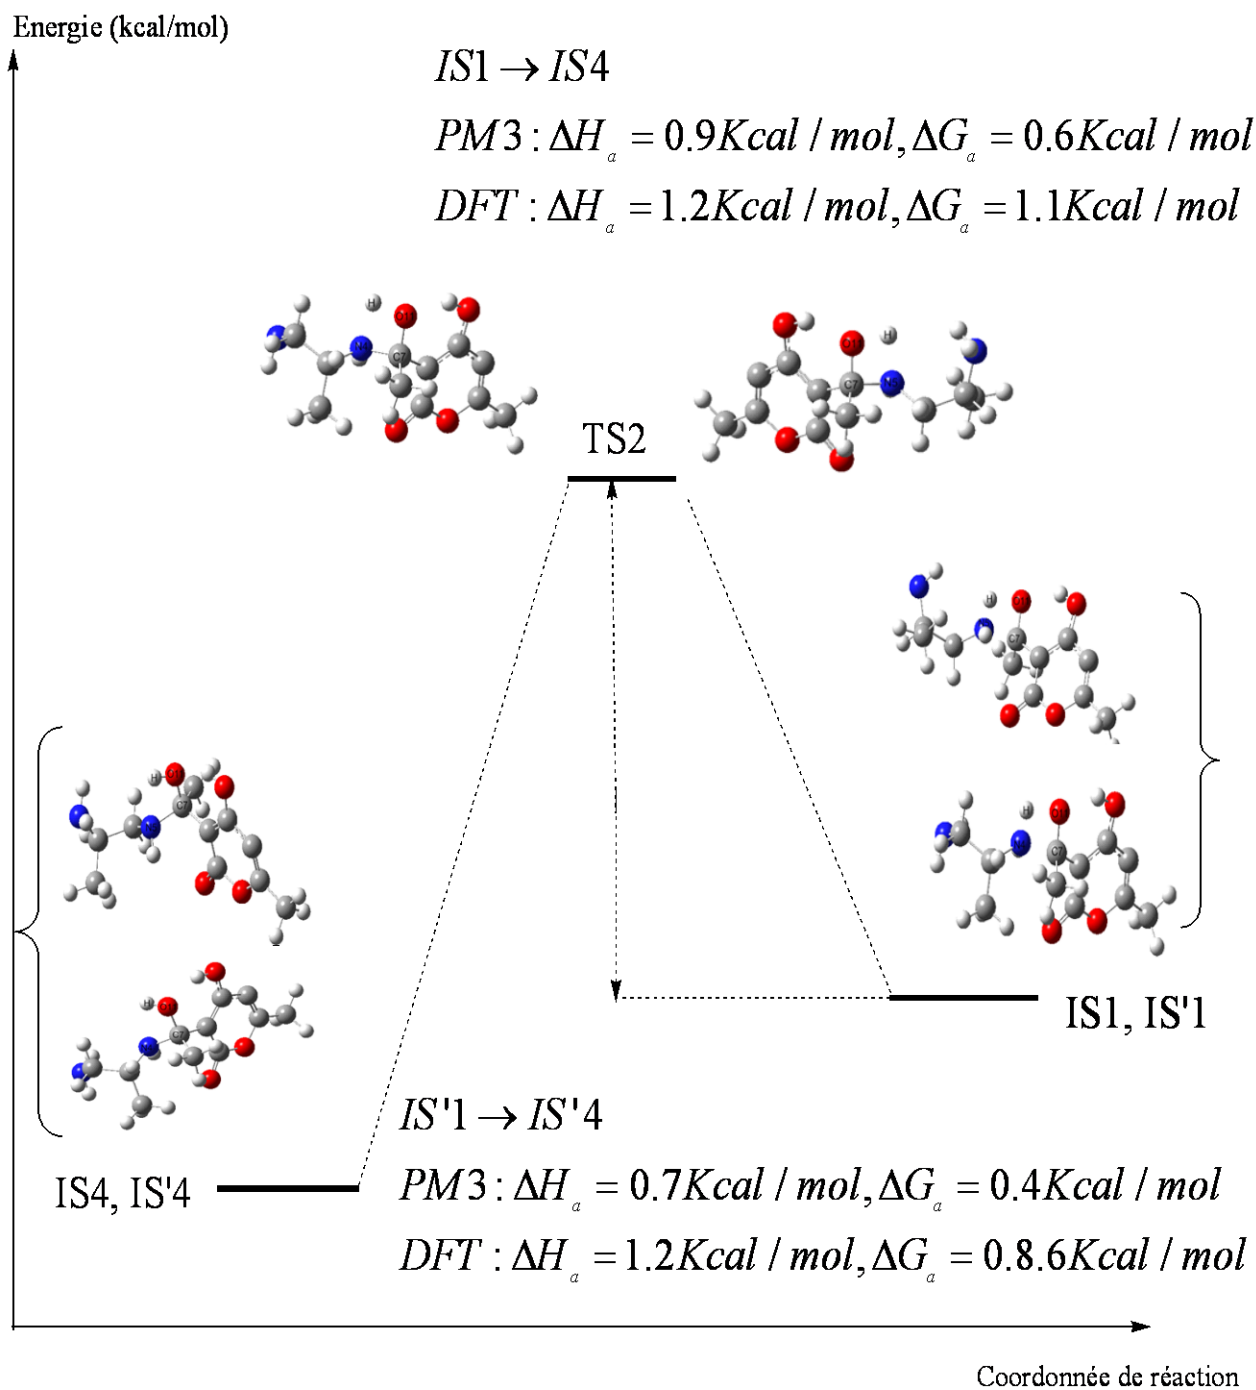 Energie (kcal/mol)
IS1 → IS4
PM3 : ΔHa = 0.9Kcal / mol, ΔGa = 0.6Kcal / mol
DFT : ΔHa = 1.2Kcal / mol, ΔGa = 1.1Kcal / mol
TS2
IS1, IS'1
IS'1 → IS'4
IS4, IS'4
PM3 : ΔHa = 0.7Kcal / mol, ΔGa = 0.4Kcal / mol
DFT : ΔHa = 1.2Kcal / mol, ΔGa = 0.8.6Kcal / mol
Coordonnée de réaction